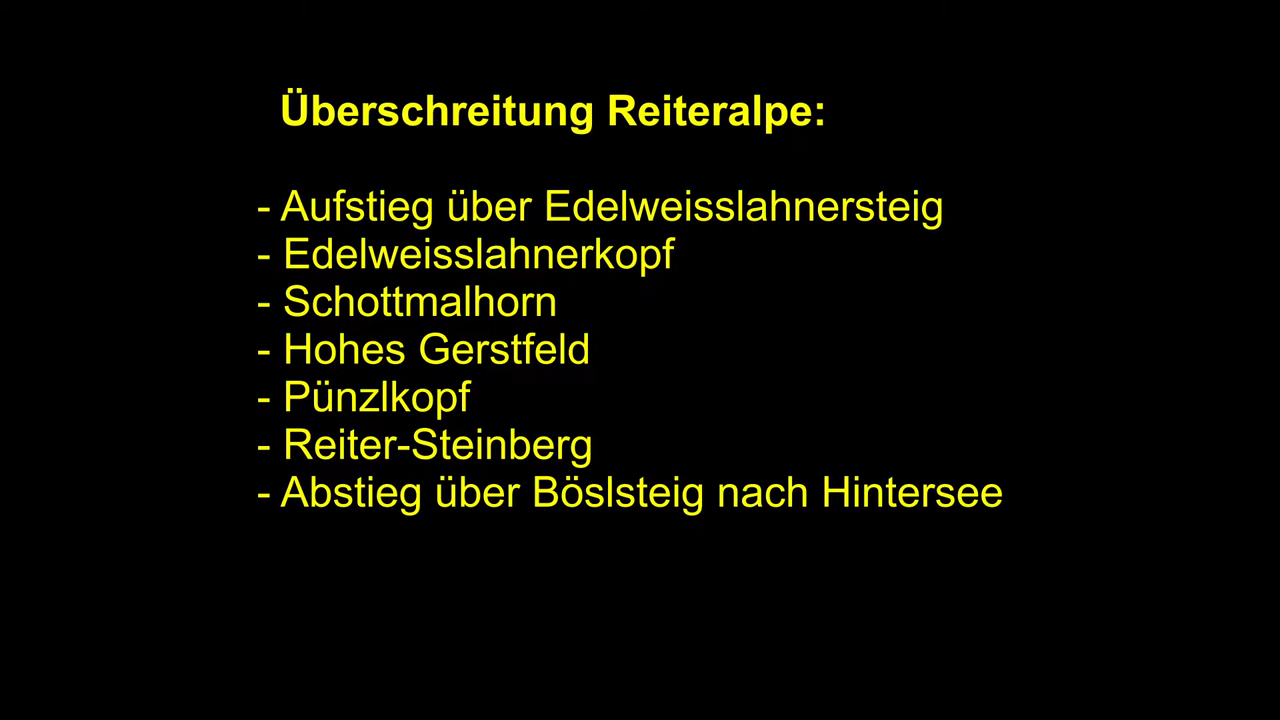 Überschreitung Reiteralpe:
- Aufstieg über Edelweisslahnersteig
- Edelweisslahnerkopf
- Schottmalhorn
- Hohes Gerstfeld
- Pünzlkopf
- Reiter-Steinberg
- Abstieg über Böslsteig nach Hintersee